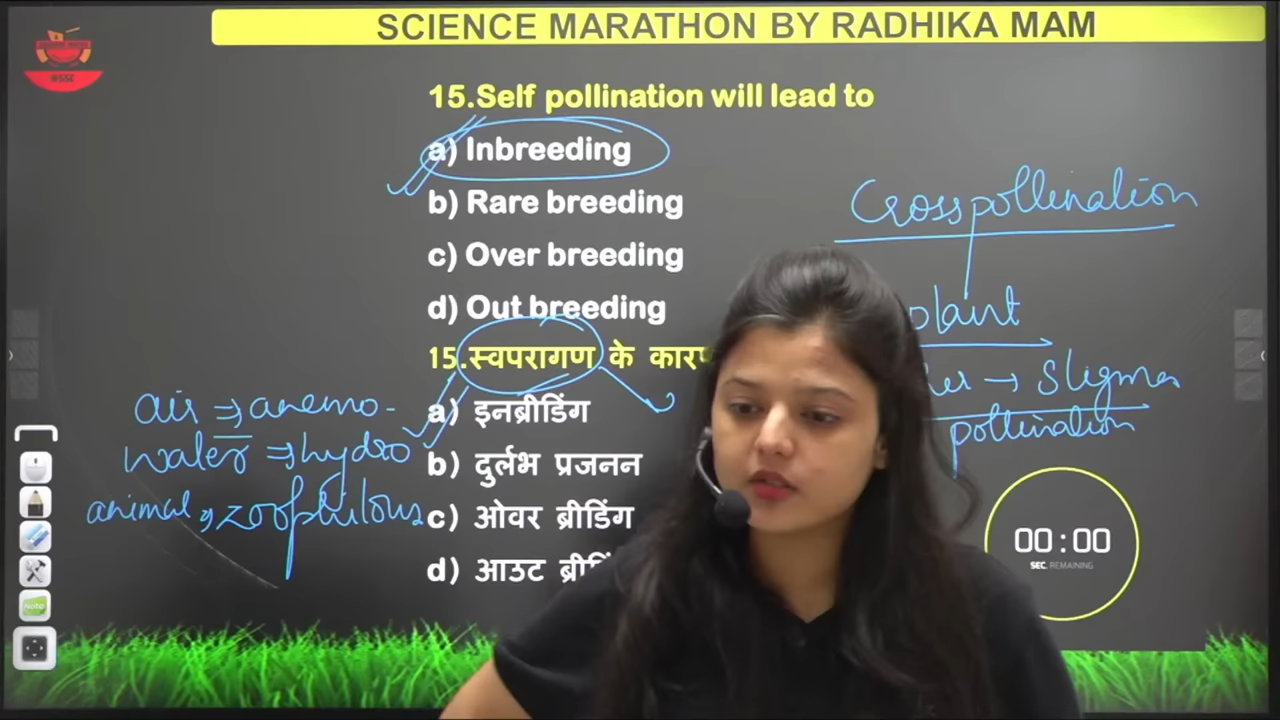 SCIENCE MARATHON BY RADHIKA MAM
#SSC
15.Self pollination will lead to
a) Inbreeding
b) Rare breeding
c) Over breeding
d) Out breeding
15.स्वपरागण के
a) इनब्रीडिंग
b) दुर्लभ प्रजनन
c) ओवर ब्रीडिंग
d) आउट
Crosspollination
plant
→ Stigma
pollination
air ⇒ anemo-
water ⇒ hydro
animal, zoophilous
Note
00:00
SEC. REMAINING